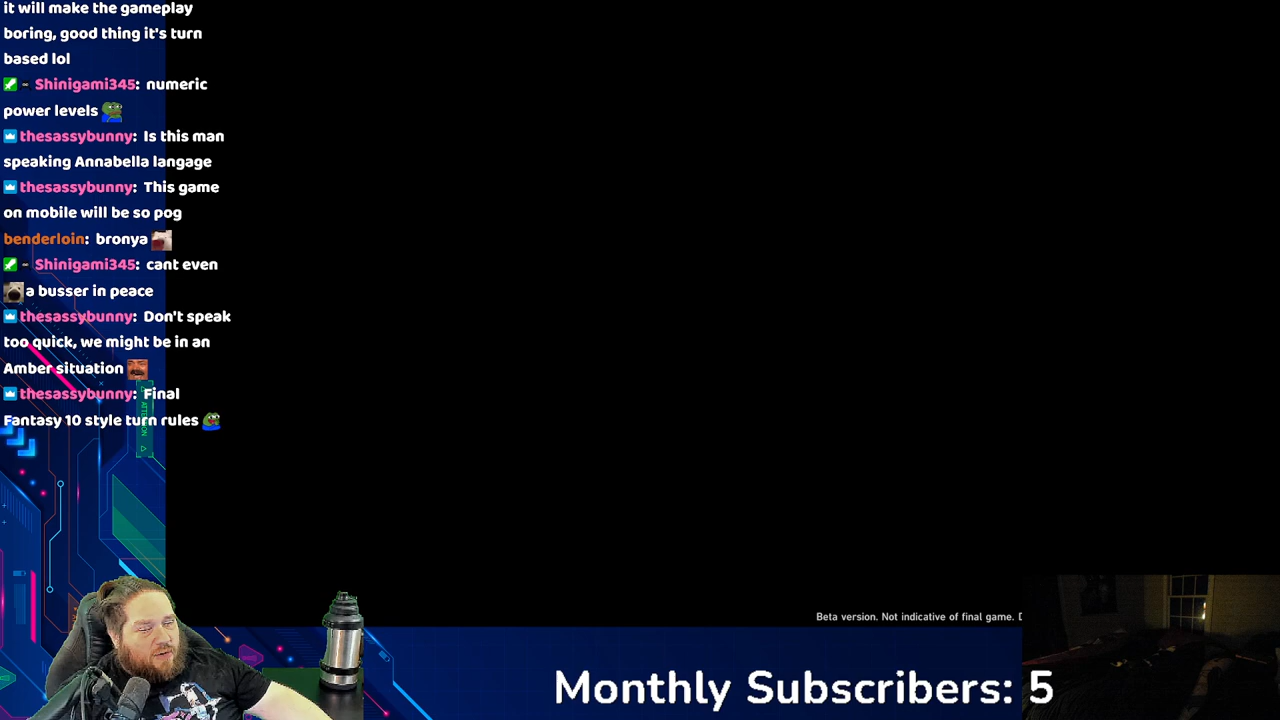 it will make the gameplay
boring, good thing it's turn
based lol
Shinigami345: numeric
power levels
thesassybunny: Is this man
speaking Annabella langage
thesassybunny: This game
on mobile will be so pog
benderloin: bronya
Shinigami345: cant even
a busser in peace
thesassybunny: Don't speak
too quick, we might be in an
Amber situation
thesassybunny: Final
Fantasy 10 style turn rules
Beta version. Not indicative of final game. D
Monthly Subscribers: 5